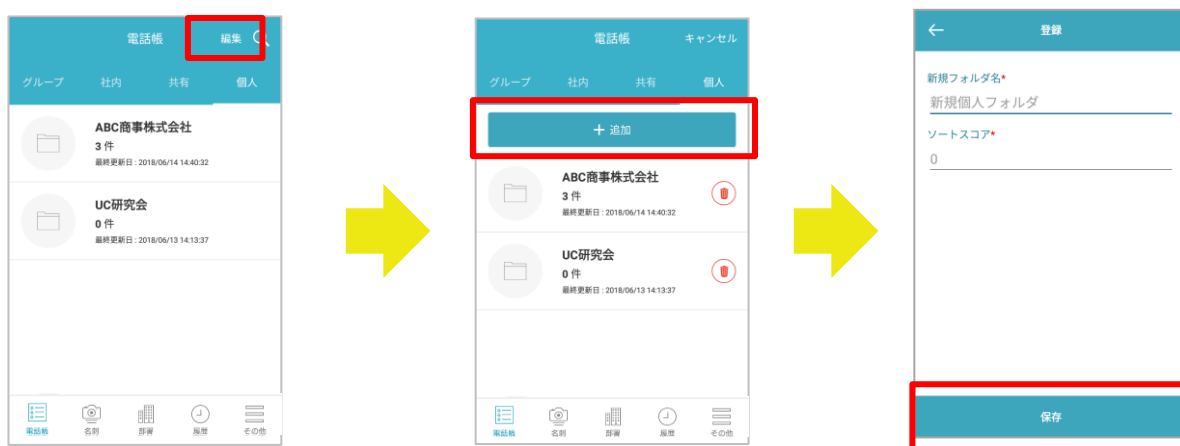 電話帳 編集
グループ 社内 共有 個人
ABC商事株式会社
3 件
最終更新日 : 2018/06/14 14:40:32
UC研究会
0 件
最終更新日 : 2018/06/13 14:13:37
電話帳 名刺 部署 履歴 その他
電話帳 キャンセル
グループ 社内 共有 個人
＋ 追加
ABC商事株式会社
3 件
最終更新日 : 2018/06/14 14:40:32
UC研究会
0 件
最終更新日 : 2018/06/13 14:13:37
電話帳 名刺 部署 履歴 その他
登録
新規フォルダ名*
新規個人フォルダ
ソートスコア*
0
保存